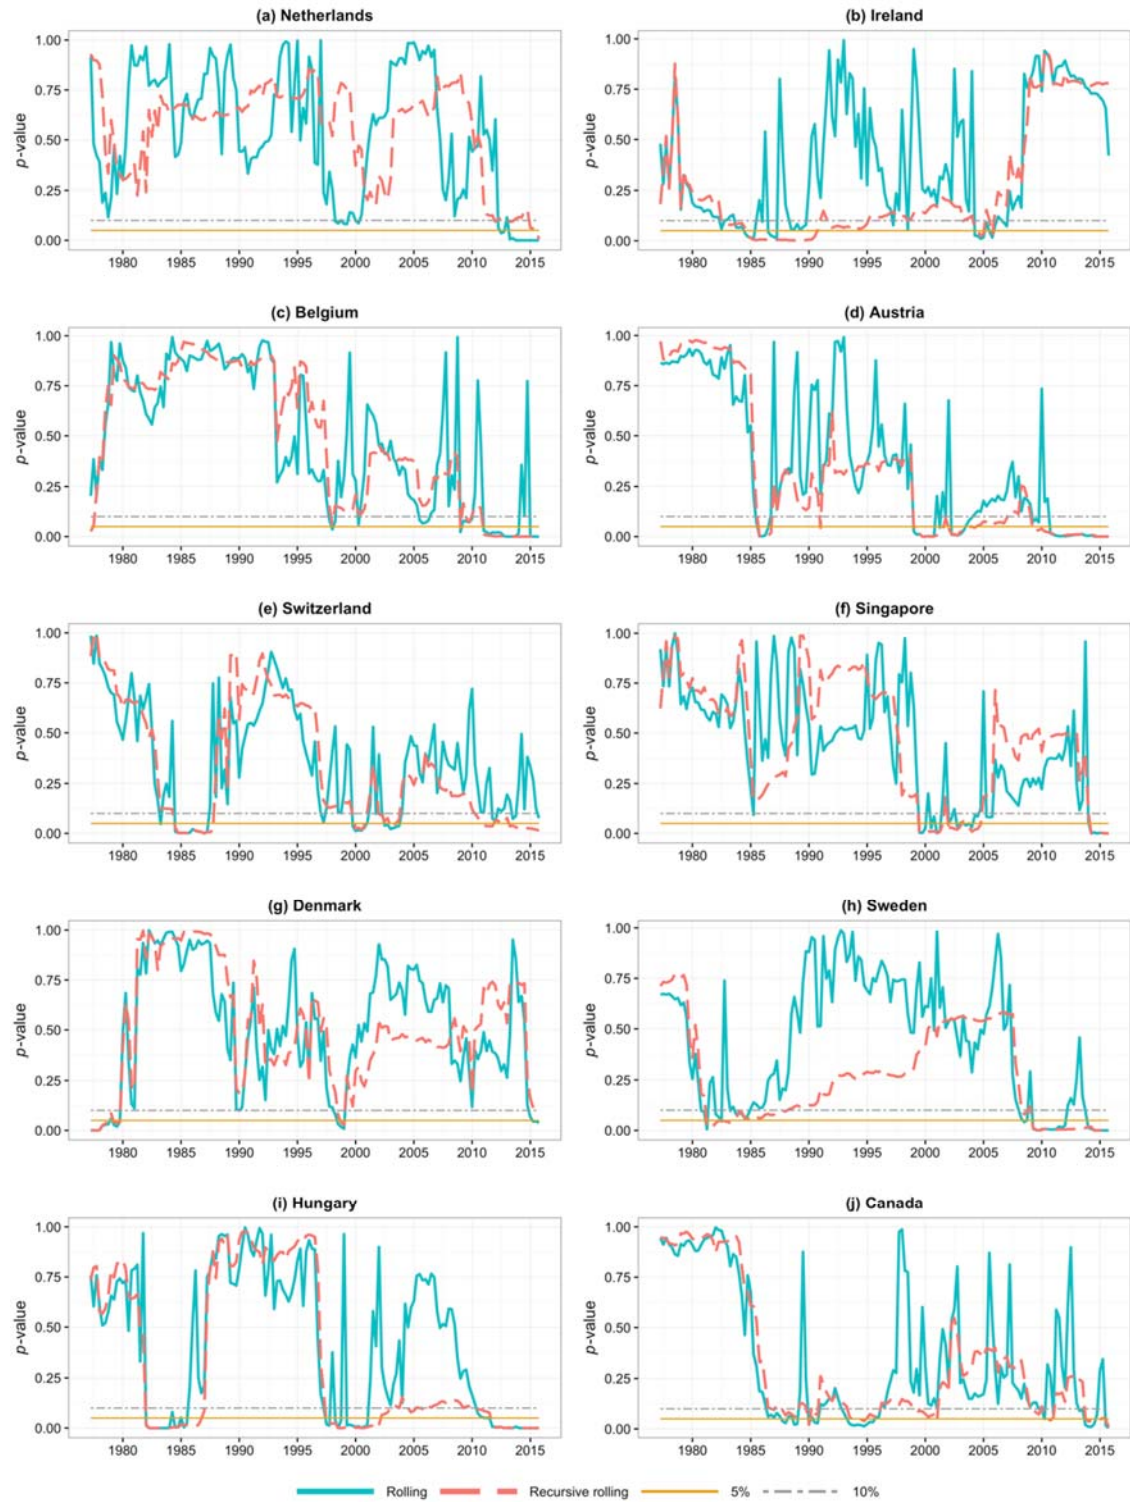 (a) Netherlands
(b) Ireland
p-value
1.00
0.75
0.50
0.25
0.00
1980 1985 1990 1995 2000 2005 2010 2015
p-value
1.00
0.75
0.50
0.25
0.00
1980 1985 1990 1995 2000 2005 2010 2015
(c) Belgium
(d) Austria
p-value
1.00
0.75
0.50
0.25
0.00
1980 1985 1990 1995 2000 2005 2010 2015
p-value
1.00
0.75
0.50
0.25
0.00
1980 1985 1990 1995 2000 2005 2010 2015
(e) Switzerland
(f) Singapore
p-value
1.00
0.75
0.50
0.25
0.00
1980 1985 1990 1995 2000 2005 2010 2015
p-value
1.00
0.75
0.50
0.25
0.00
1980 1985 1990 1995 2000 2005 2010 2015
(g) Denmark
(h) Sweden
p-value
1.00
0.75
0.50
0.25
0.00
1980 1985 1990 1995 2000 2005 2010 2015
p-value
1.00
0.75
0.50
0.25
0.00
1980 1985 1990 1995 2000 2005 2010 2015
(i) Hungary
(j) Canada
p-value
1.00
0.75
0.50
0.25
0.00
1980 1985 1990 1995 2000 2005 2010 2015
p-value
1.00
0.75
0.50
0.25
0.00
1980 1985 1990 1995 2000 2005 2010 2015
Rolling Recursive rolling 5% 10%